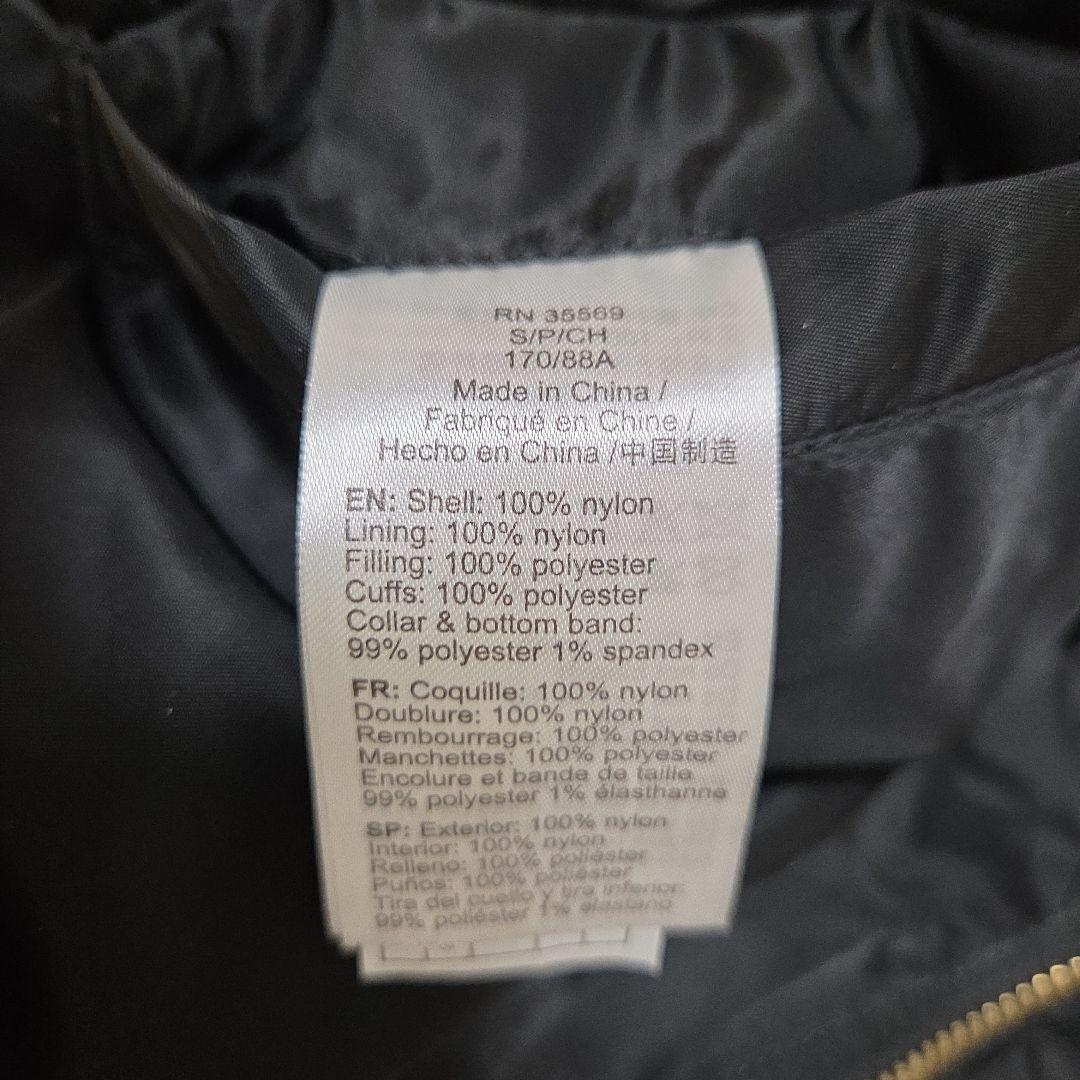 RN 35569
S/P/CH
170/88A
Made in China /
Fabriqué en Chine /
Hecho en China /中国制造
EN: Shell: 100% nylon
Lining: 100% nylon
Filling: 100% polyester
Cuffs: 100% polyester
Collar & bottom band:
99% polyester 1% spandex
FR: Coquille: 100% nylon
Doublure: 100% nylon
Rembourrage: 100% polyester
Manchettes: 100% polyester
Encolure et bande de taille
99% polyester 1% élasthanne
SP: Exterior: 100% nylon
Interior: 100% nylon
Relleno: 100% poliéster
Puños: 100% poliéster
Tira del cuello y tira inferior:
99% poliéster 1% elastano